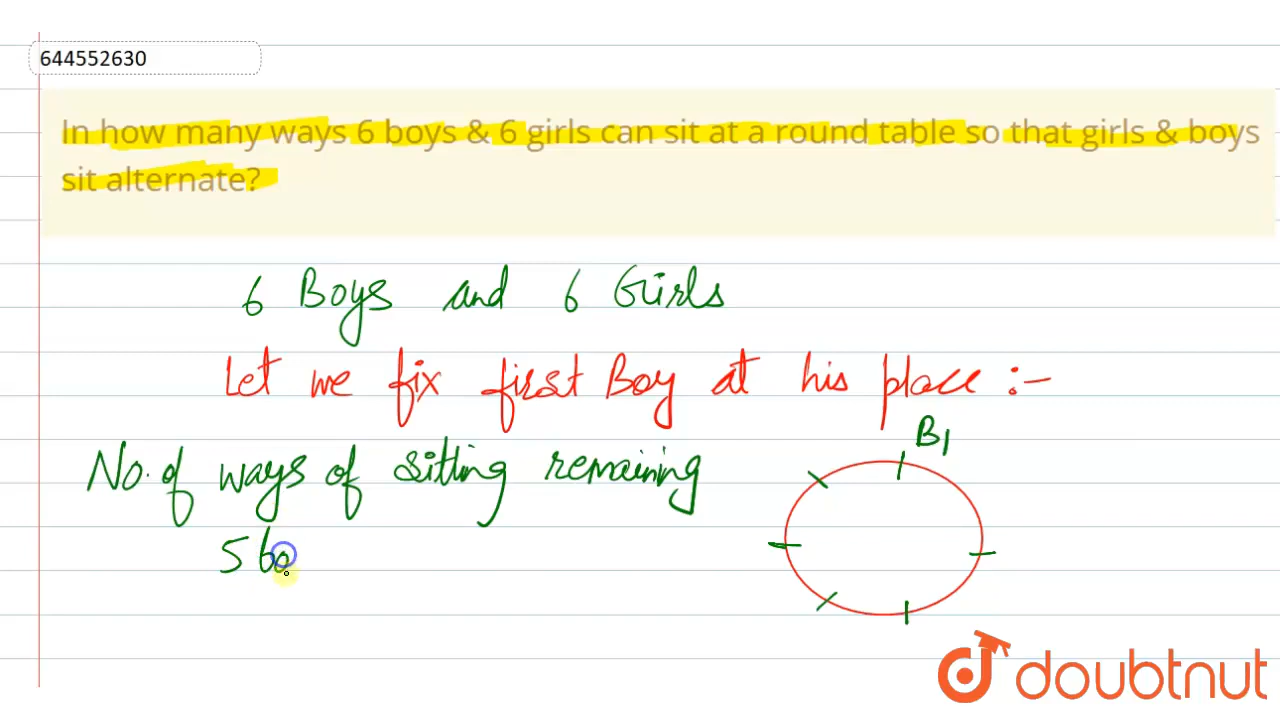 644552630
In how many ways 6 boys & 6 girls can sit at a round table so that girls & boys
sit alternate?
6 Boys and 6 Girls
Let we fix first Boy at his place :-
B1
No. of ways of sitting remaining
5 bo
doubtnut